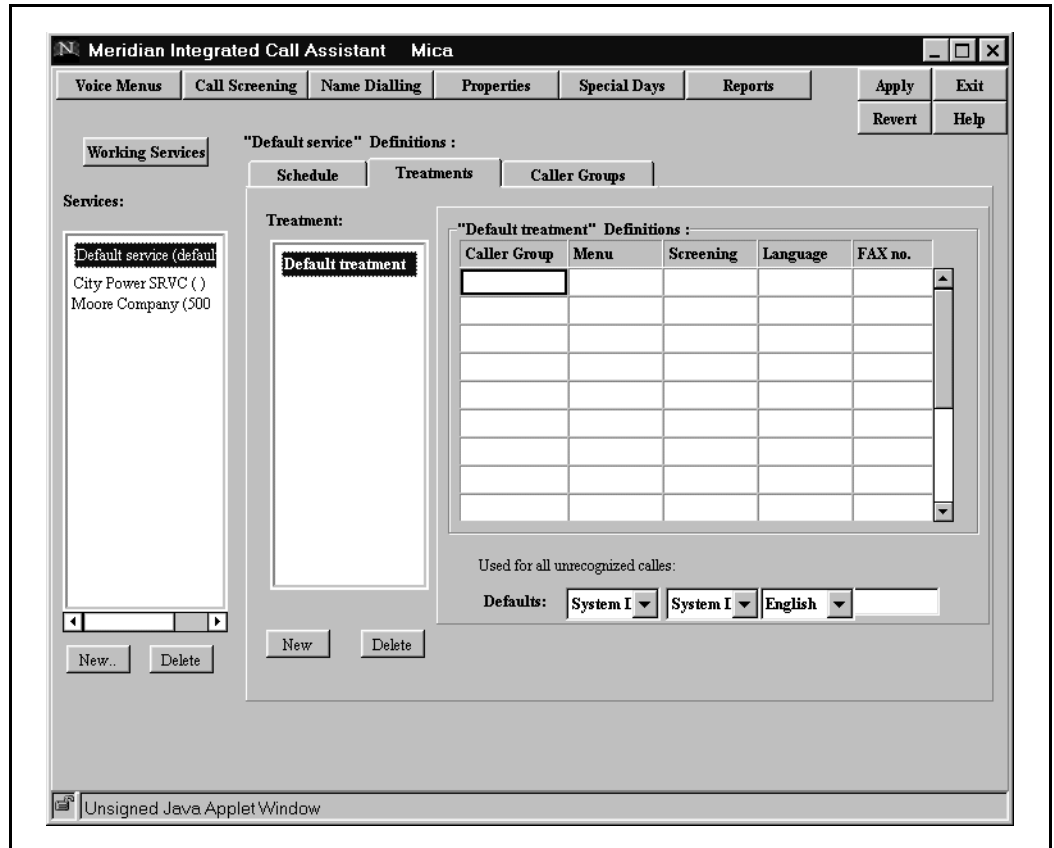 N Meridian Integrated Call Assistant Mica
Voice Menus Call Screening Name Dialling Properties Special Days Reports Apply Exit
Revert Help
Working Services
"Default service" Definitions :
Schedule Treatments Caller Groups
Services:
Default service (defaul
City Power SRVC ( )
Moore Company (500
Treatment:
Default treatment
"Default treatment" Definitions :
Caller Group Menu Screening Language FAX no.
Used for all unrecognized calles:
Defaults: System I System I English
New Delete
New.. Delete
Unsigned Java Applet Window